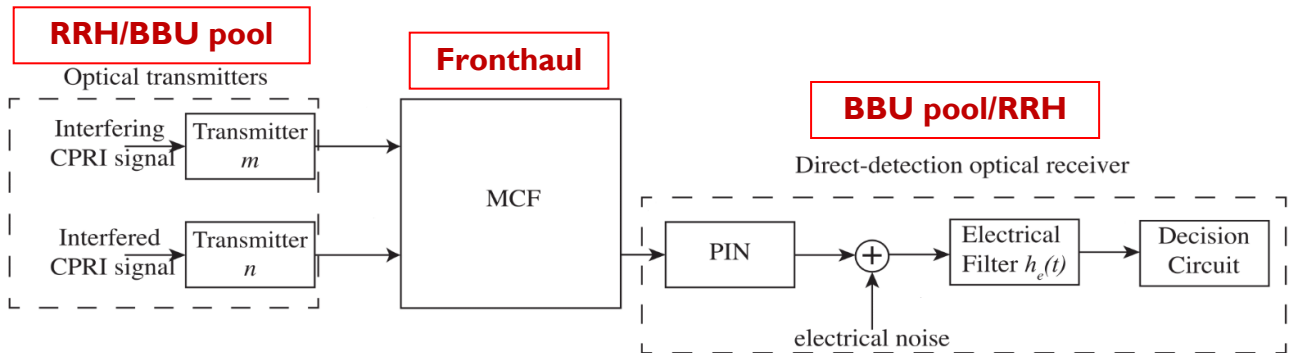 RRH/BBU pool
Optical transmitters
Interfering
CPRI signal
Transmitter
m
Interfered
CPRI signal
Transmitter
n
Fronthaul
MCF
BBU pool/RRH
Direct-detection optical receiver
PIN
+
electrical noise
Electrical
Filter h_e(t)
Decision
Circuit